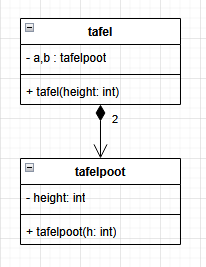 tafel
- a,b : tafelpoot
+ tafel(height: int)
2
tafelpoot
- height: int
+ tafelpoot(h: int)